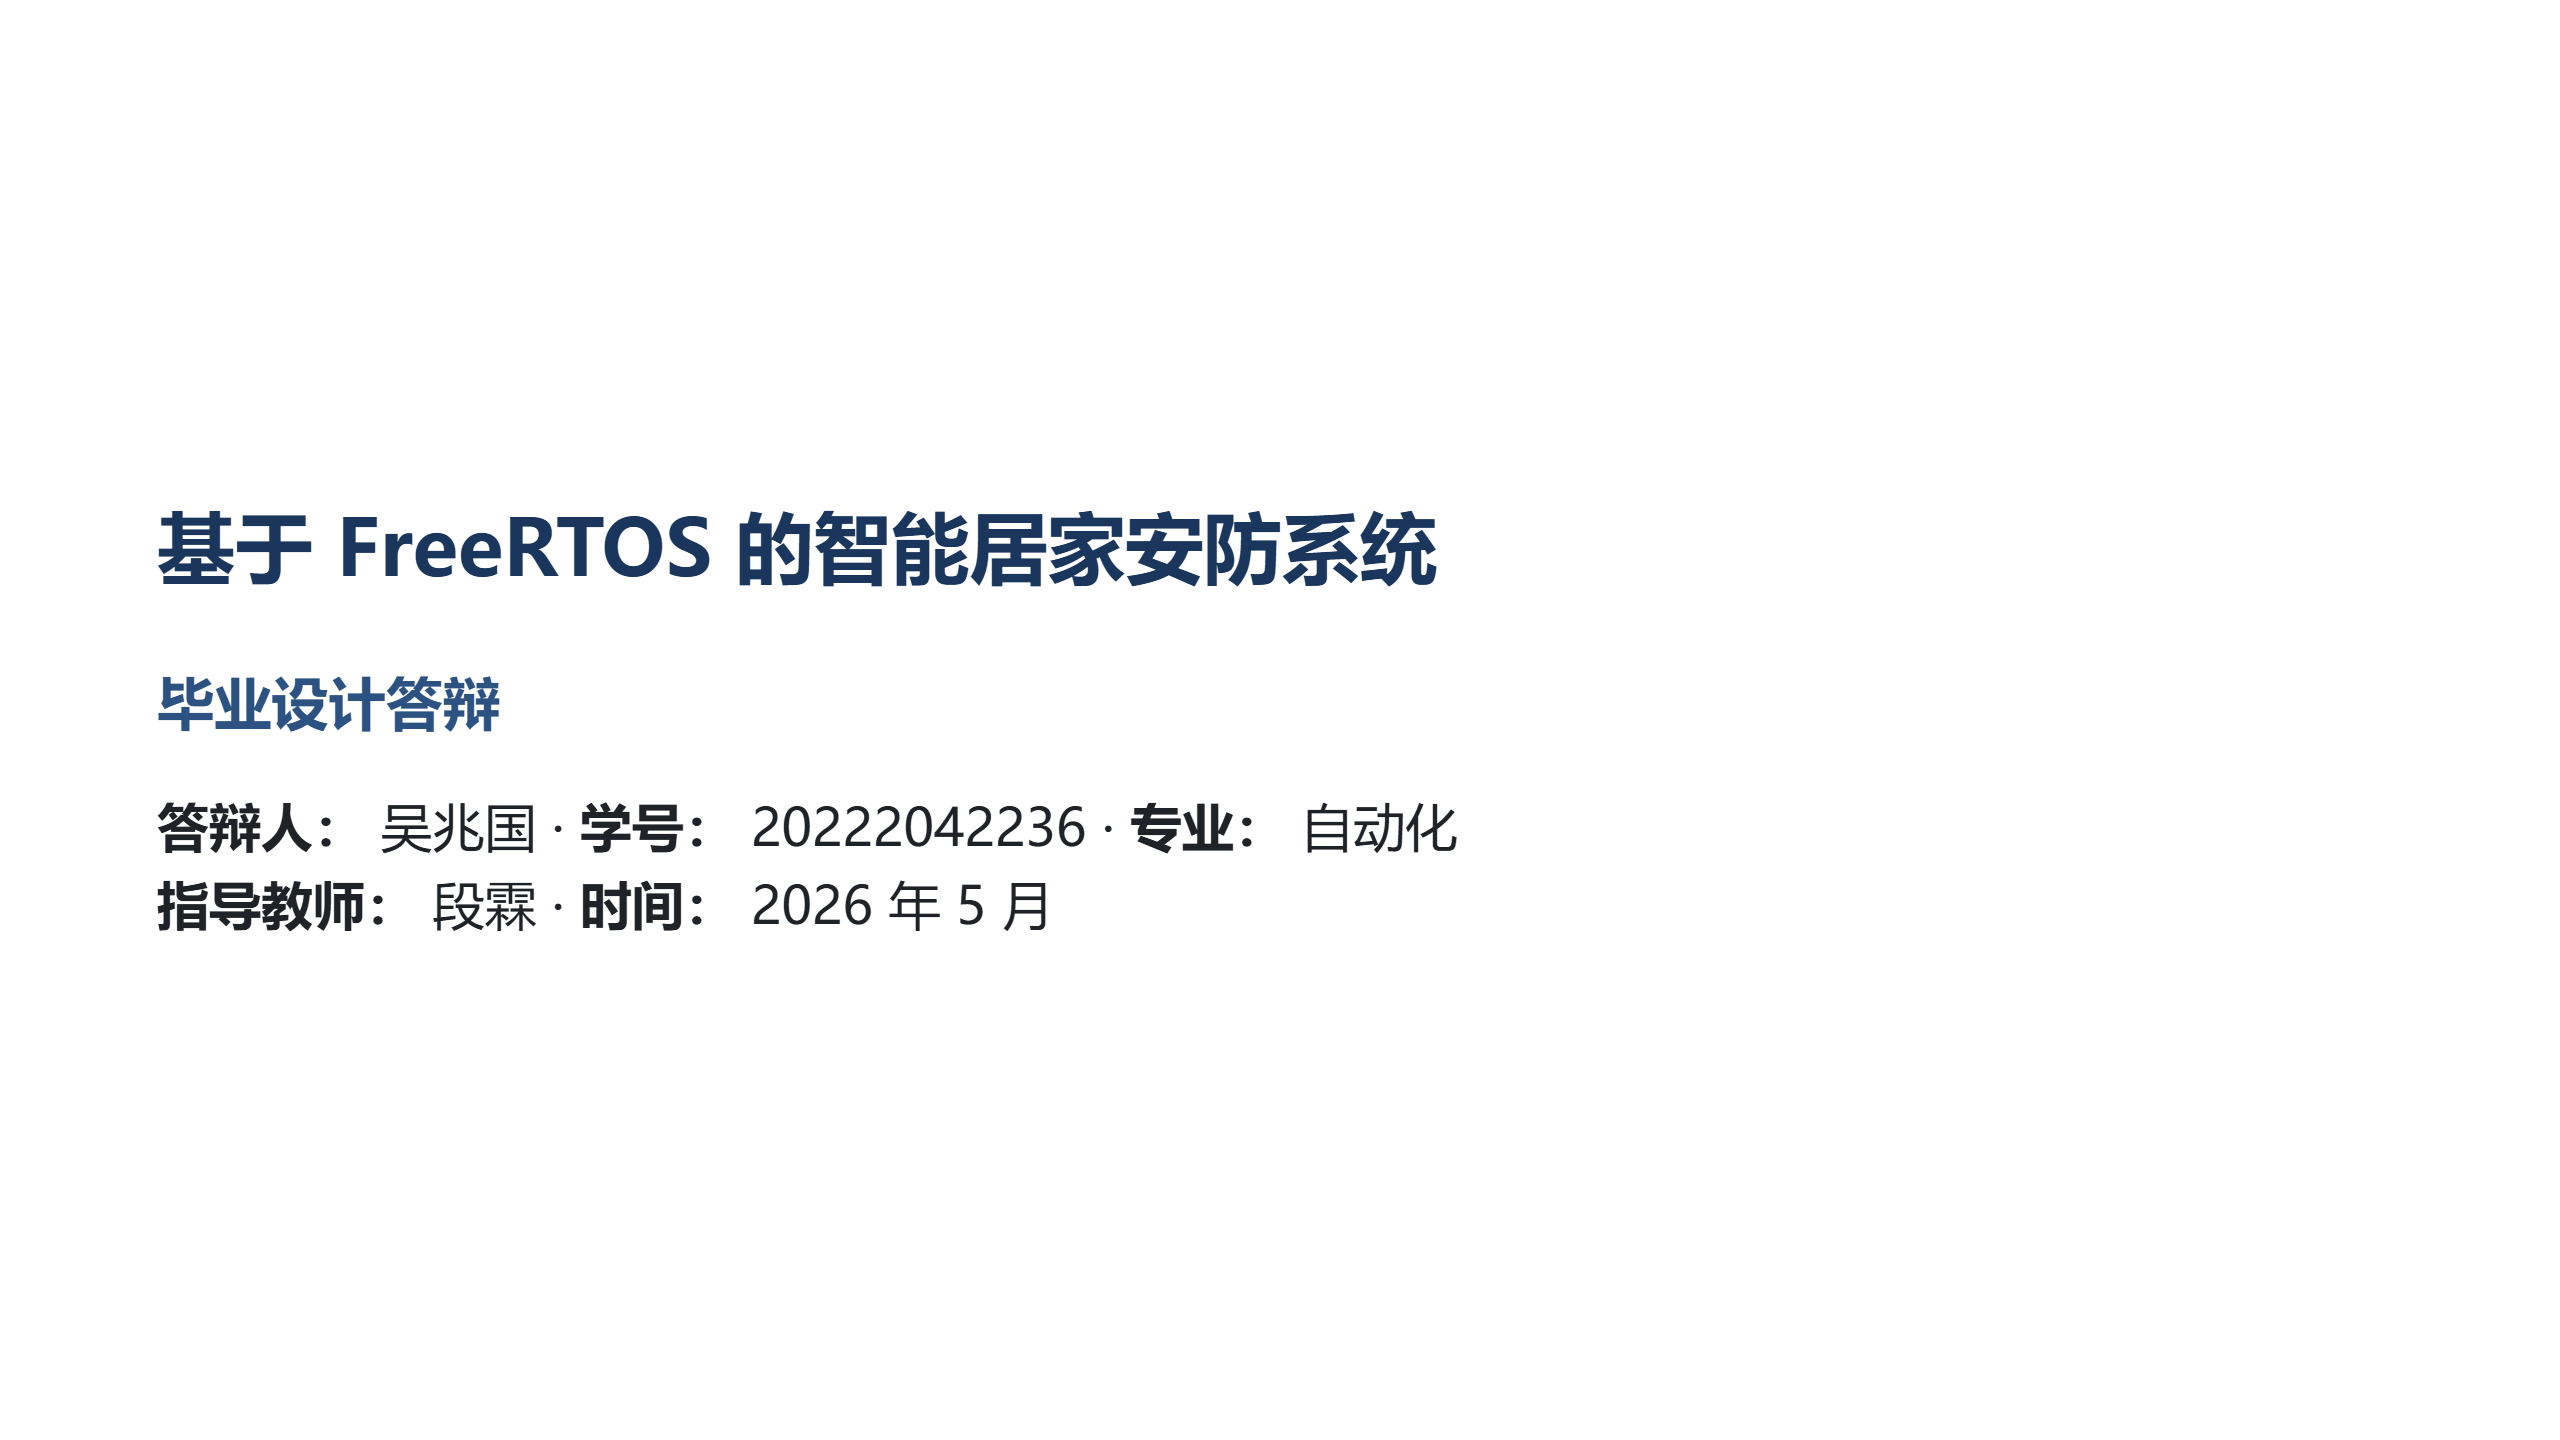 基于 FreeRTOS 的智能居家安防系统
毕业设计答辩
答辩人： 吴兆国 · 学号： 20222042236 · 专业： 自动化
指导教师： 段霖 · 时间： 2026 年 5 月